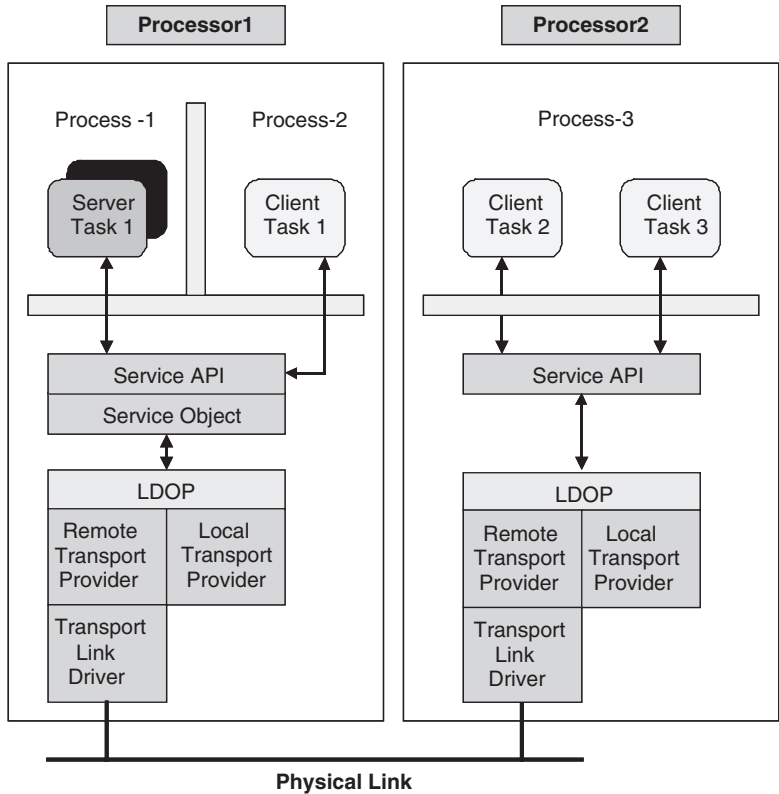 Processor1
Processor2
Process -1
Process-2
Process-3
Server
Task 1
Client
Task 1
Client
Task 2
Client
Task 3
Service API
Service Object
Service API
LDOP
Remote
Transport
Provider
Local
Transport
Provider
Transport
Link
Driver
LDOP
Remote
Transport
Provider
Local
Transport
Provider
Transport
Link
Driver
Physical Link